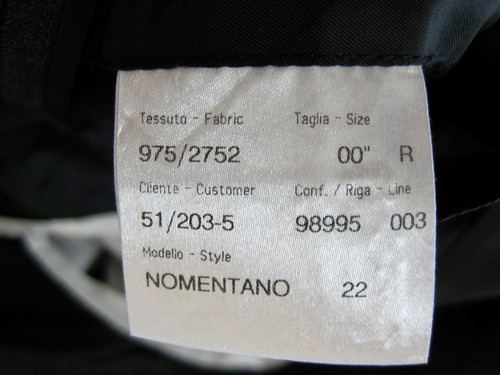 Tessuto - Fabric Taglia - Size
975/2752 00" R
Cliente - Customer Conf. / Riga - Line
51/203-5 98995 003
Modello - Style
NOMENTANO 22